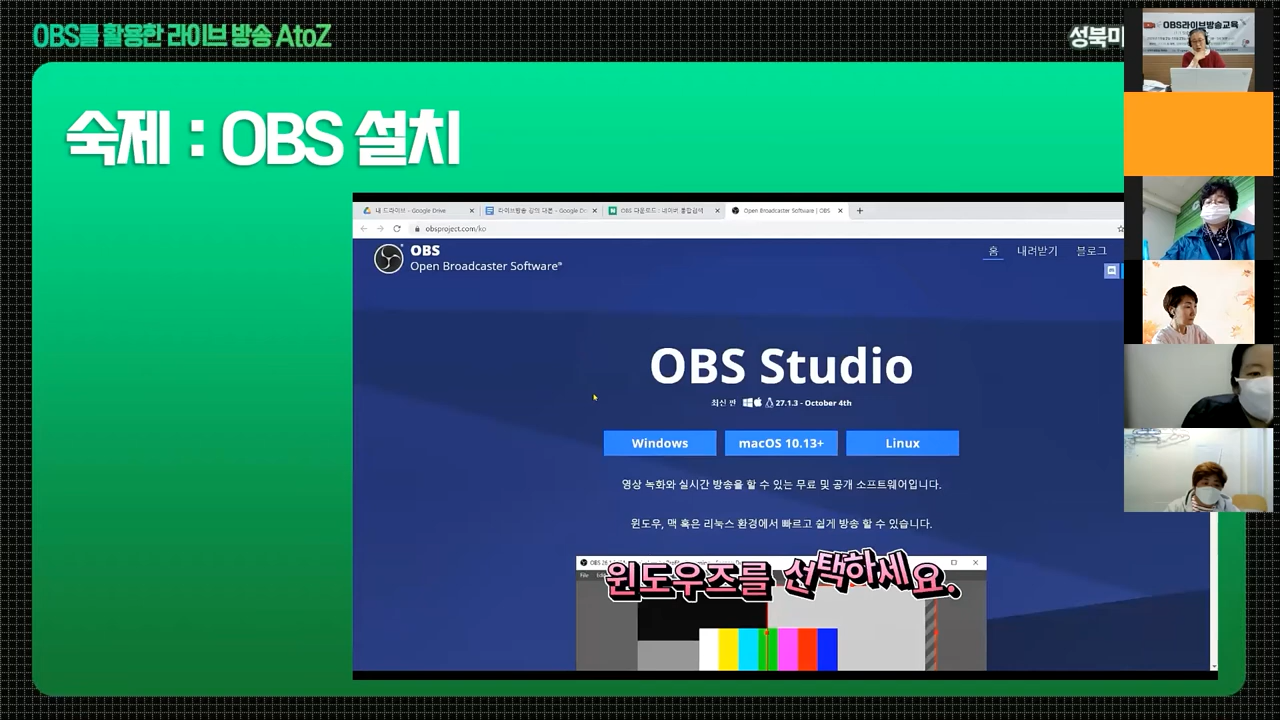 OBS를 활용한 라이브 방송 AtoZ
성북미
OBS라이브방송교육
숙제 : OBS 설치
내 드라이브 - Google Drive
라이브방송 강의 대본 - Google Dr
OBS 다운로드 : 네이버 통합검색
Open Broadcaster Software | OBS
obsproject.com/ko
OBS
Open Broadcaster Software
홈 내려받기 블로그
OBS Studio
최신 판 27.1.3 - October 4th
Windows macOS 10.13+ Linux
영상 녹화와 실시간 방송을 할 수 있는 무료 및 공개 소프트웨어입니다.
윈도우, 맥 혹은 리눅스 환경에서 빠르고 쉽게 방송 할 수 있습니다.
File
윈도우즈를 선택하세요.